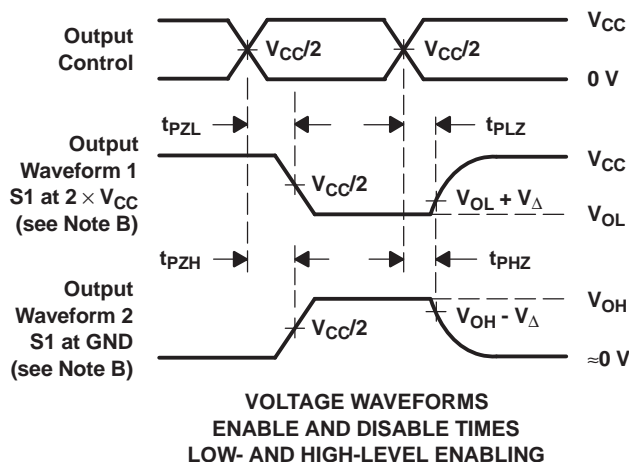 Output
Control
V_CC/2
V_CC/2
V_CC
0 V
t_PZL
t_PLZ
Output
Waveform 1
S1 at 2 × V_CC
(see Note B)
V_CC/2
V_CC
V_OL + V_Δ
V_OL
t_PZH
t_PHZ
Output
Waveform 2
S1 at GND
(see Note B)
V_CC/2
V_OH
V_OH - V_Δ
≈0 V
VOLTAGE WAVEFORMS
ENABLE AND DISABLE TIMES
LOW- AND HIGH-LEVEL ENABLING